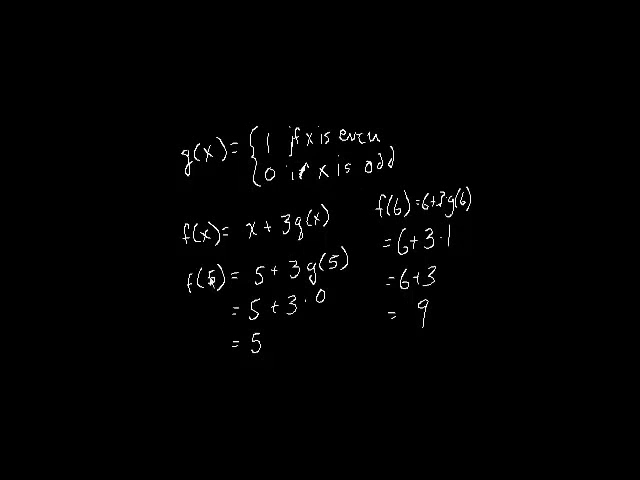 g(x) = { 1 if x is even
0 if x is odd
f(x) = x + 3g(x)
f(5) = 5 + 3g(5)
= 5 + 3 · 0
= 5
f(6) = 6+3g(6)
= 6+3·1
= 6+3
= 9